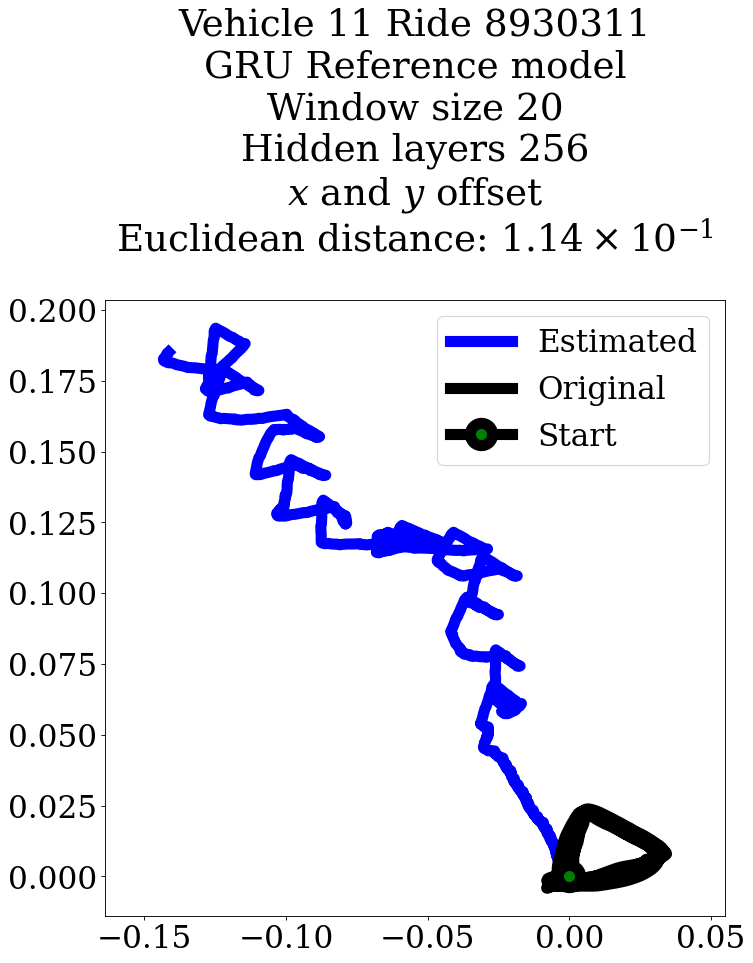 Vehicle 11 Ride 8930311
GRU Reference model
Window size 20
Hidden layers 256
x and y offset
Euclidean distance: 1.14 × 10⁻¹
Estimated
Original
Start
0.200
0.175
0.150
0.125
0.100
0.075
0.050
0.025
0.000
−0.15 −0.10 −0.05 0.00 0.05